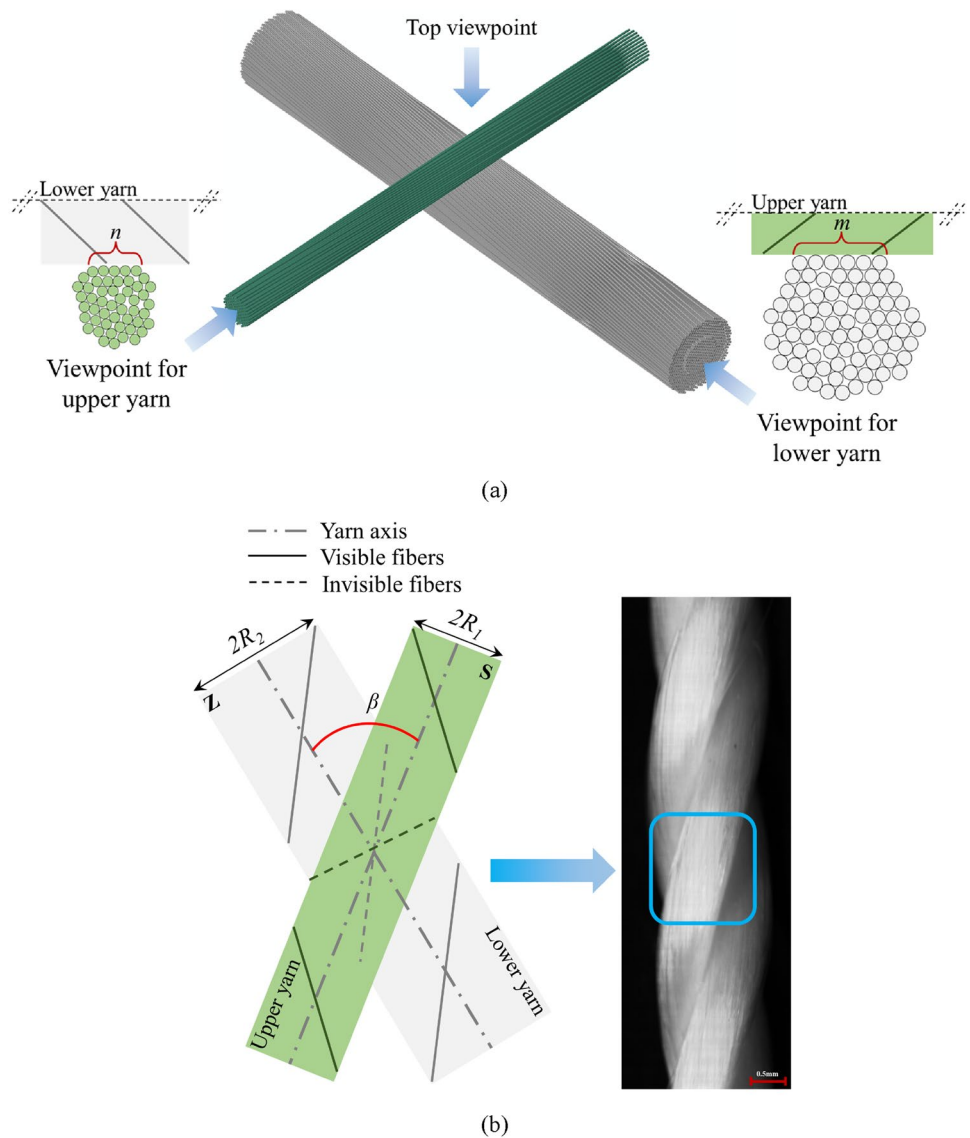 Top viewpoint
Lower yarn
n
Viewpoint for
upper yarn
Upper yarn
m
Viewpoint for
lower yarn
(a)
Yarn axis
Visible fibers
Invisible fibers
2R₂
Z
2R₁
S
β
Upper yarn
Lower yarn
0.5mm
(b)